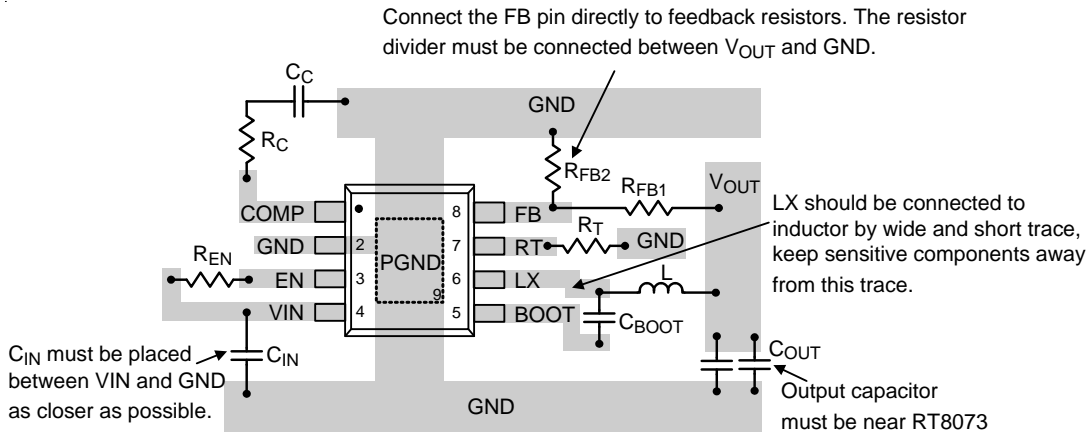 Connect the FB pin directly to feedback resistors. The resistor
divider must be connected between VOUT and GND.
CC
GND
RC
RFB2
RFB1
VOUT
COMP
8
FB
LX should be connected to
inductor by wide and short trace,
keep sensitive components away
from this trace.
GND
2
PGND
7
RT
RT
GND
REN
EN
3
9
6
LX
L
VIN
4
5
BOOT
CBOOT
CIN must be placed
between VIN and GND
as closer as possible.
CIN
COUT
Output capacitor
must be near RT8073
GND